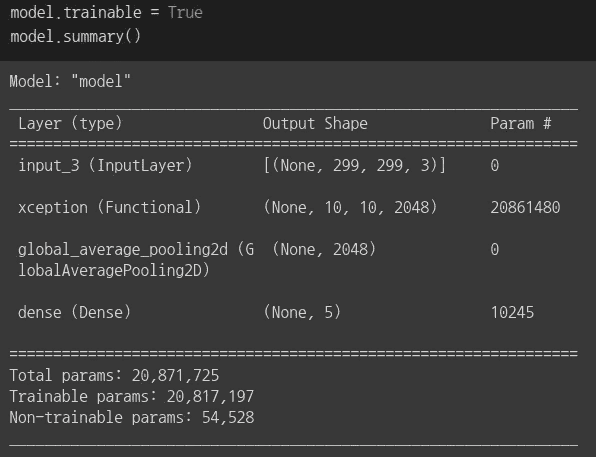 model.trainable = True
model.summary()
Model: "model"
_________________________________________________________________
Layer (type) Output Shape Param #
=================================================================
input_3 (InputLayer) [(None, 299, 299, 3)] 0
xception (Functional) (None, 10, 10, 2048) 20861480
global_average_pooling2d (G (None, 2048) 0
lobalAveragePooling2D)
dense (Dense) (None, 5) 10245
=================================================================
Total params: 20,871,725
Trainable params: 20,817,197
Non-trainable params: 54,528
_________________________________________________________________